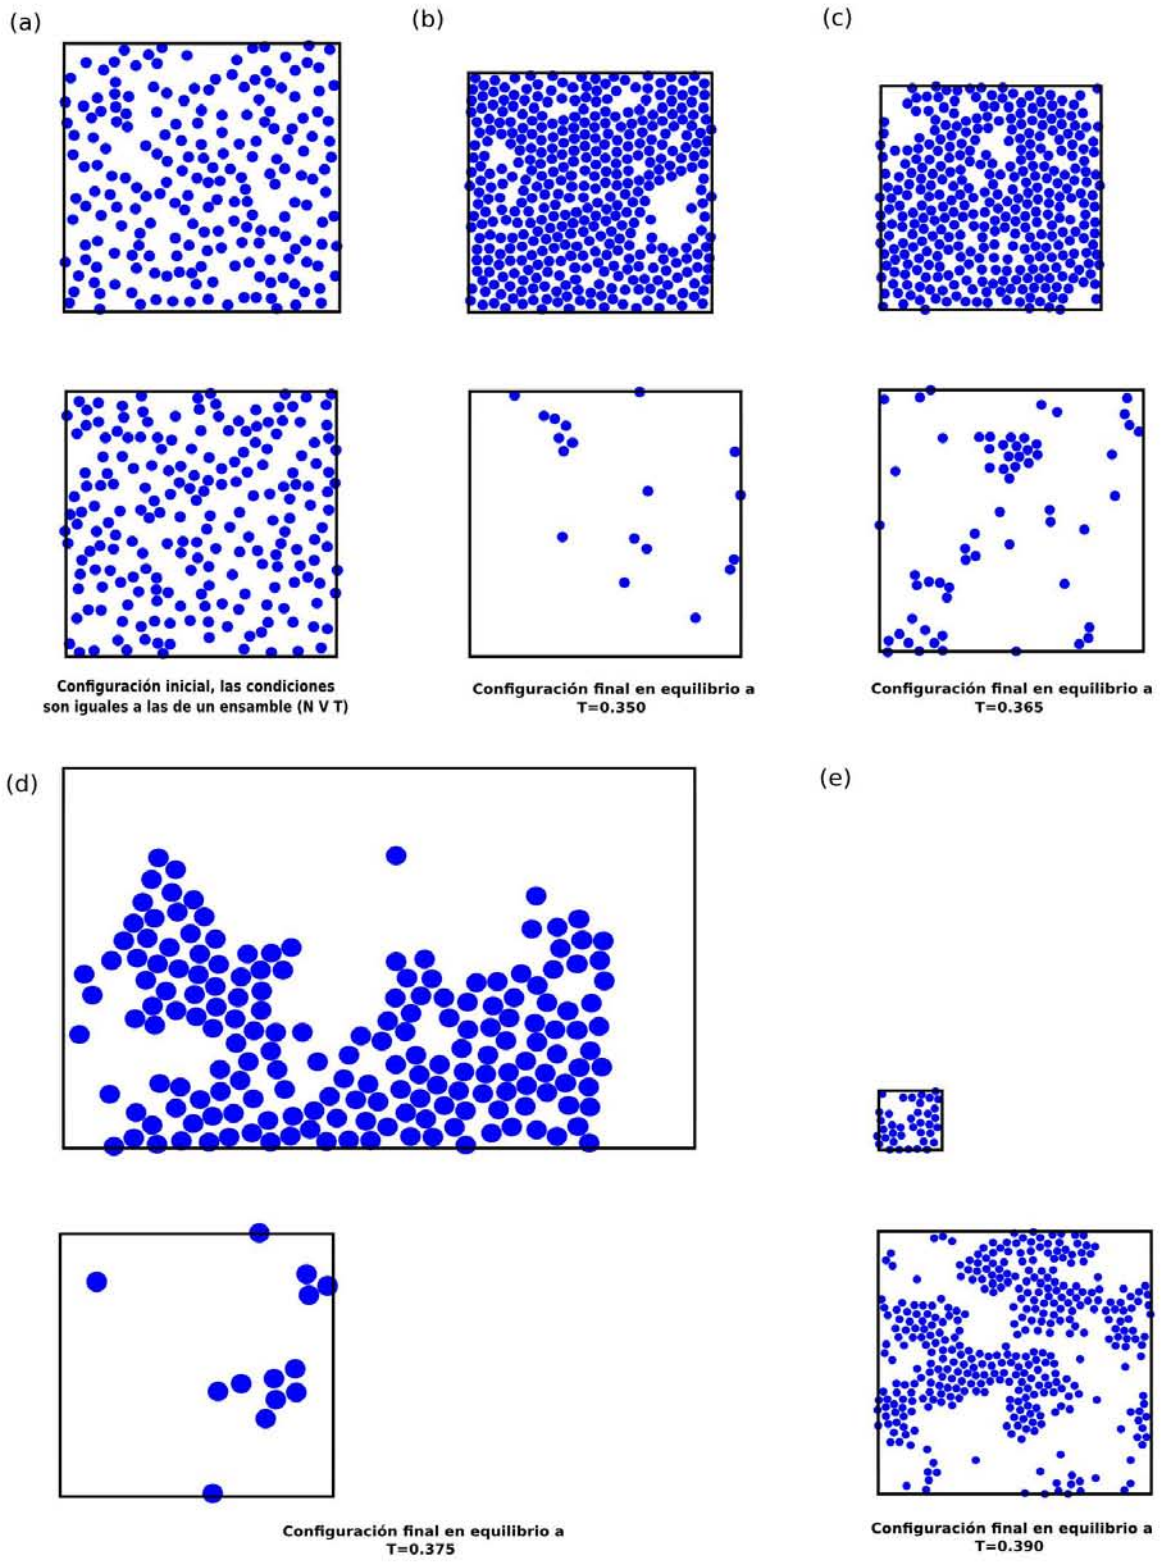 (a)
(b)
(c)
Configuración inicial, las condiciones
son iguales a las de un ensamble (N V T)
Configuración final en equilibrio a
T=0.350
Configuración final en equilibrio a
T=0.365
(d)
(e)
Configuración final en equilibrio a
T=0.375
Configuración final en equilibrio a
T=0.390